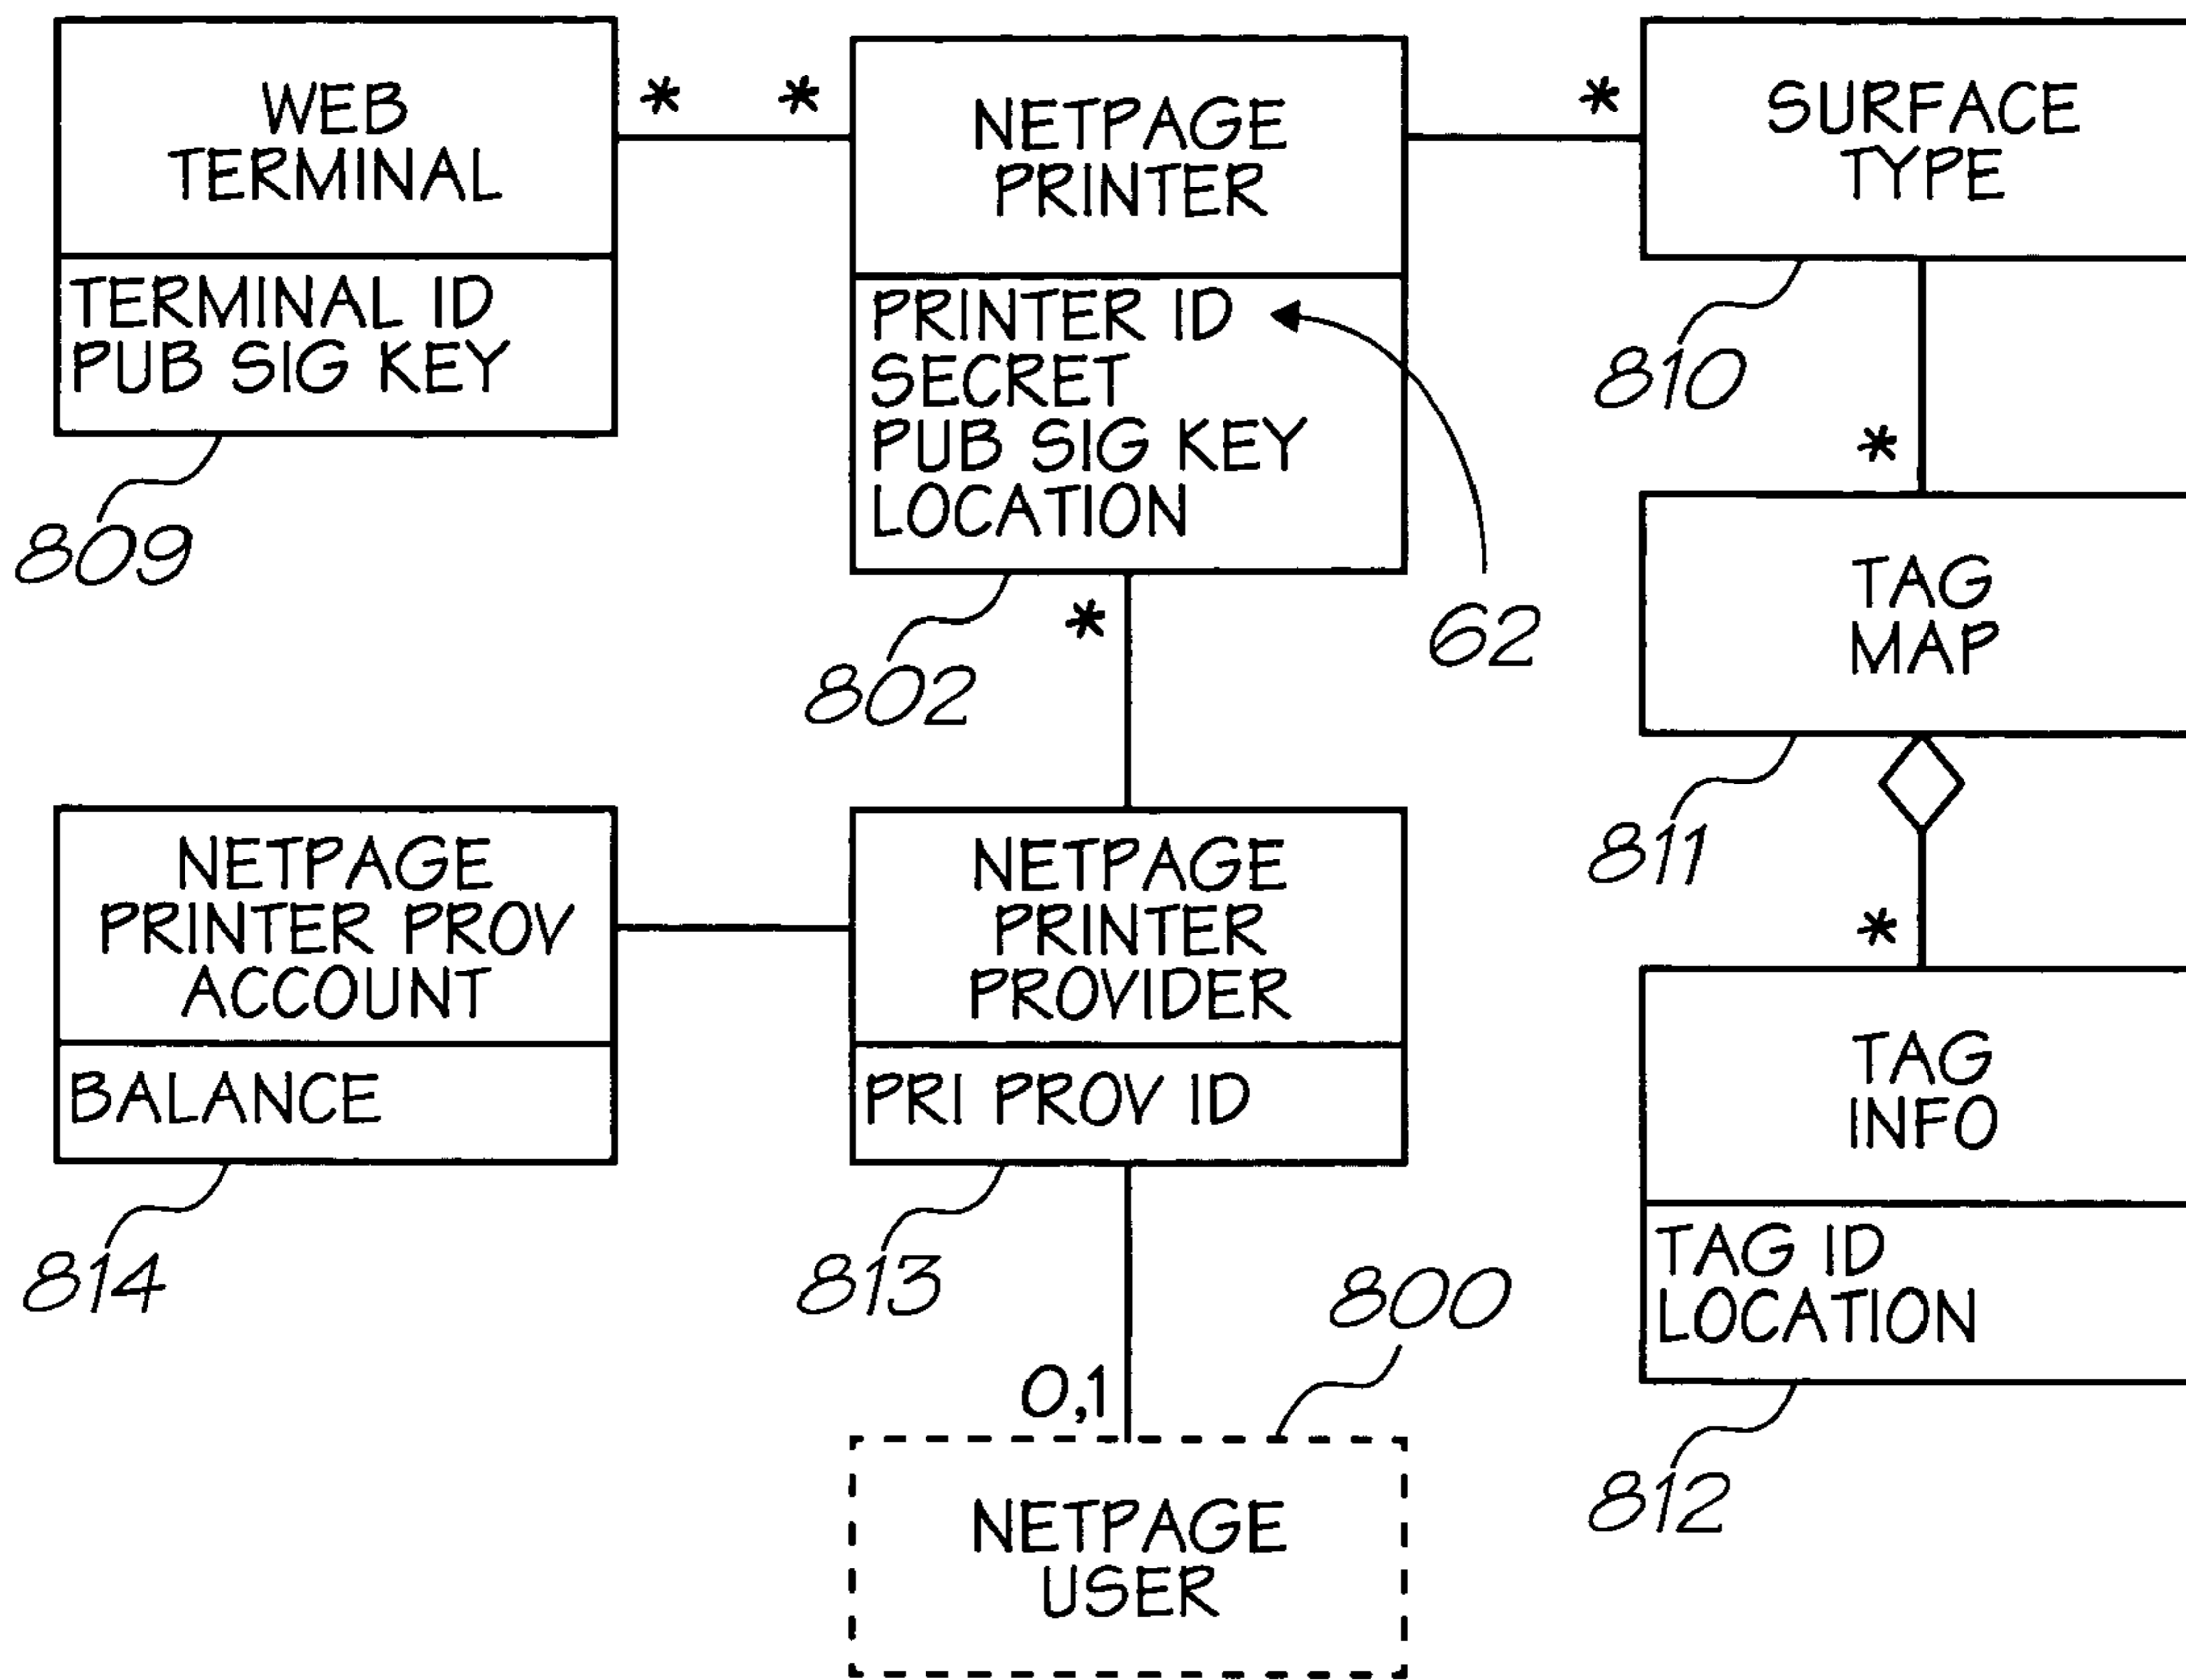 WEB
TERMINAL
TERMINAL ID
PUB SIG KEY
809
*
*
NETPAGE
PRINTER
PRINTER ID
SECRET
PUB SIG KEY
LOCATION
802
62
*
*
SURFACE
TYPE
810
*
TAG
MAP
811
*
TAG
INFO
TAG ID
LOCATION
812
NETPAGE
PRINTER PROV
ACCOUNT
BALANCE
814
NETPAGE
PRINTER
PROVIDER
PRI PROV ID
813
800
0,1
NETPAGE
USER